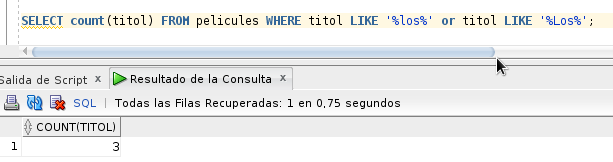 SELECT count(titol) FROM pelicules WHERE titol LIKE '%los%' or titol LIKE '%Los%';
Salida de Script x Resultado de la Consulta x
SQL | Todas las Filas Recuperadas: 1 en 0,75 segundos
COUNT(TITOL)
1 3